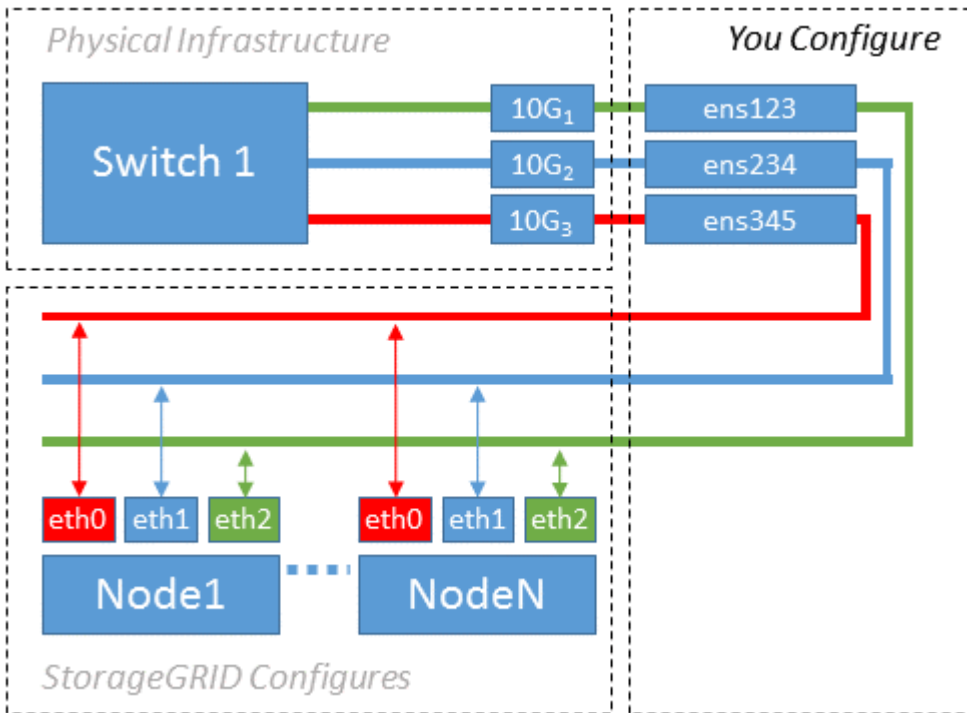 Physical Infrastructure
You Configure
Switch 1
10G₁
ens123
10G₂
ens234
10G₃
ens345
eth0 eth1 eth2
eth0 eth1 eth2
Node1
NodeN
StorageGRID Configures